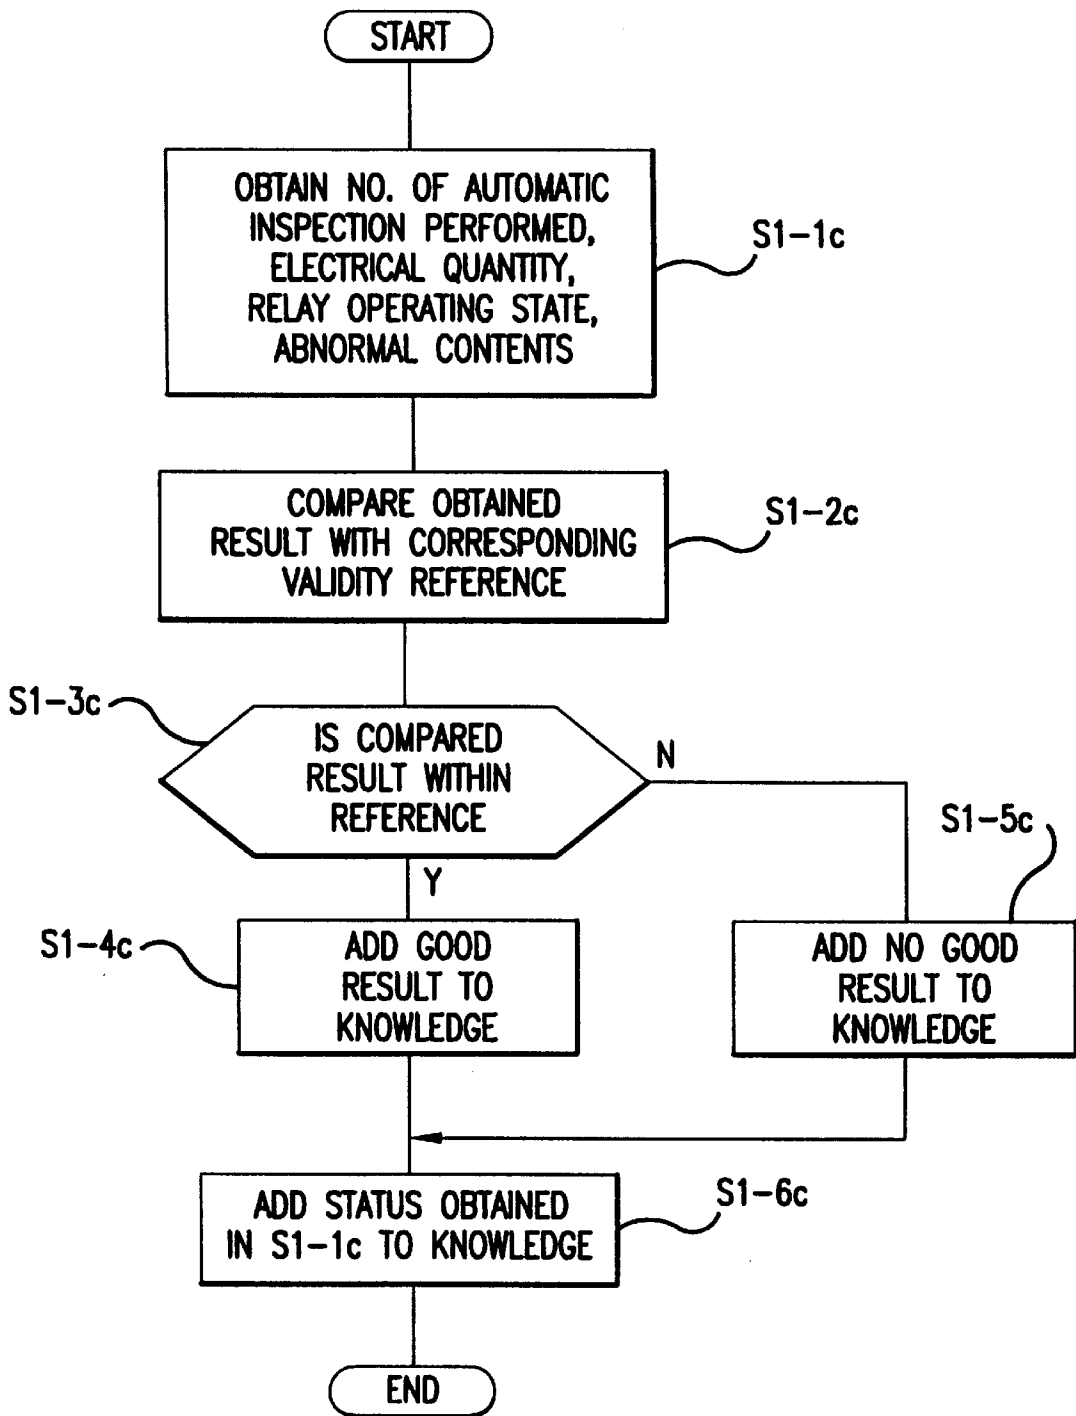 START
OBTAIN NO. OF AUTOMATIC
INSPECTION PERFORMED,
ELECTRICAL QUANTITY,
RELAY OPERATING STATE,
ABNORMAL CONTENTS
S1-1c
COMPARE OBTAINED
RESULT WITH CORRESPONDING
VALIDITY REFERENCE
S1-2c
S1-3c
IS COMPARED
RESULT WITHIN
REFERENCE
N
Y
S1-5c
S1-4c
ADD GOOD
RESULT TO
KNOWLEDGE
ADD NO GOOD
RESULT TO
KNOWLEDGE
ADD STATUS OBTAINED
IN S1-1c TO KNOWLEDGE
S1-6c
END